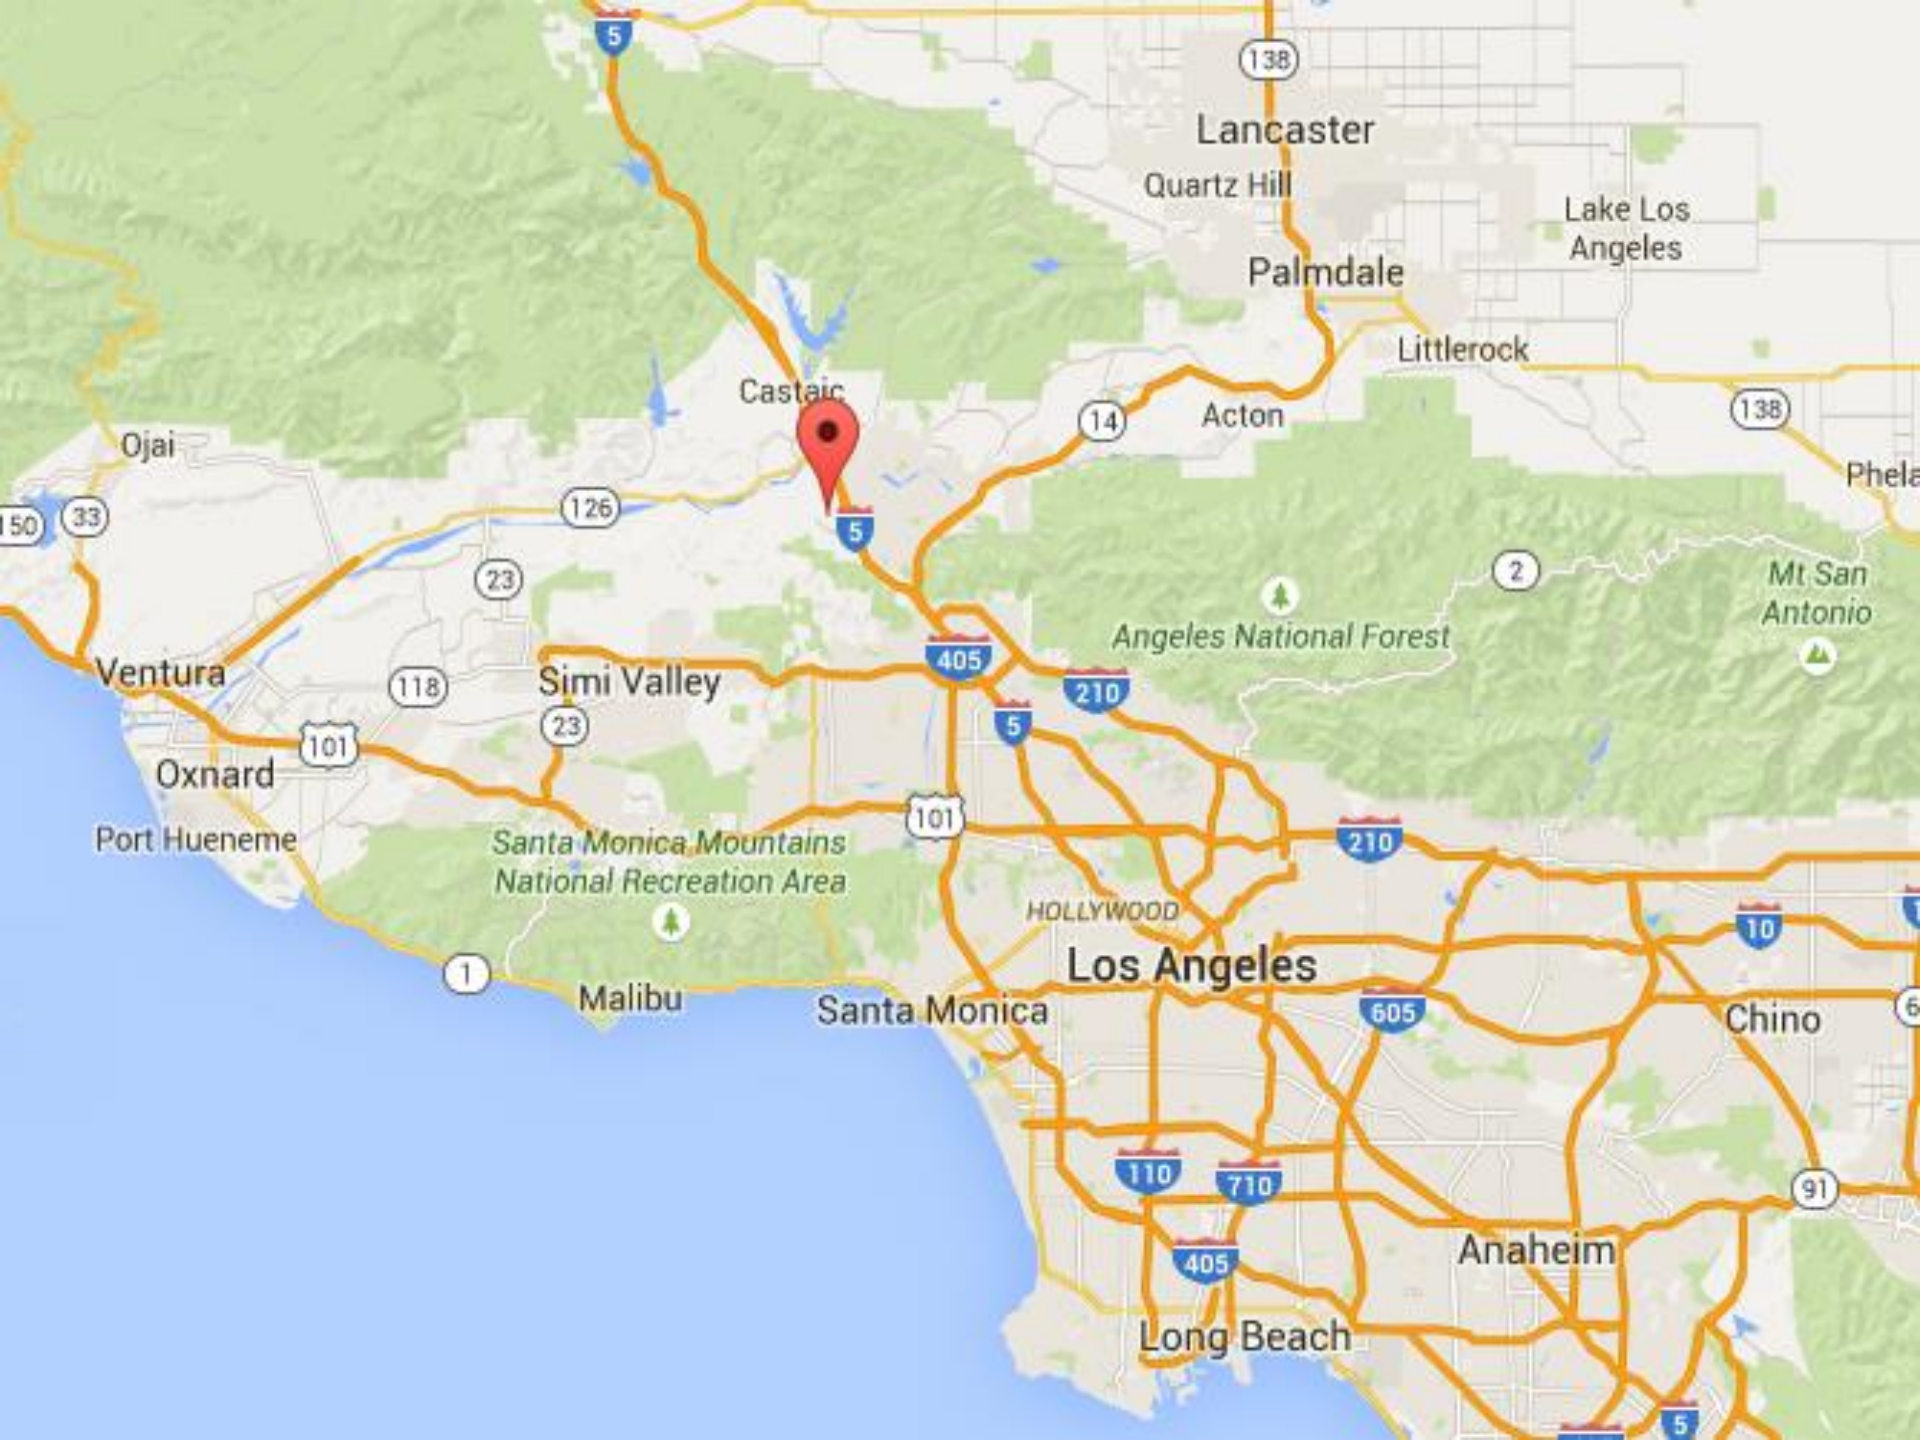 5
138
Lancaster
Quartz Hill
Lake Los
Angeles
Palmdale
Littlerock
Castaic
14
Acton
138
Ojai
Phela
126
150
33
5
23
2
Mt San
Antonio
Angeles National Forest
405
Ventura
118
Simi Valley
210
23
5
101
Oxnard
101
Port Hueneme
Santa Monica Mountains
National Recreation Area
210
HOLLYWOOD
10
Los Angeles
1
Malibu
Santa Monica
605
Chino
6
110
710
91
Anaheim
405
Long Beach
5